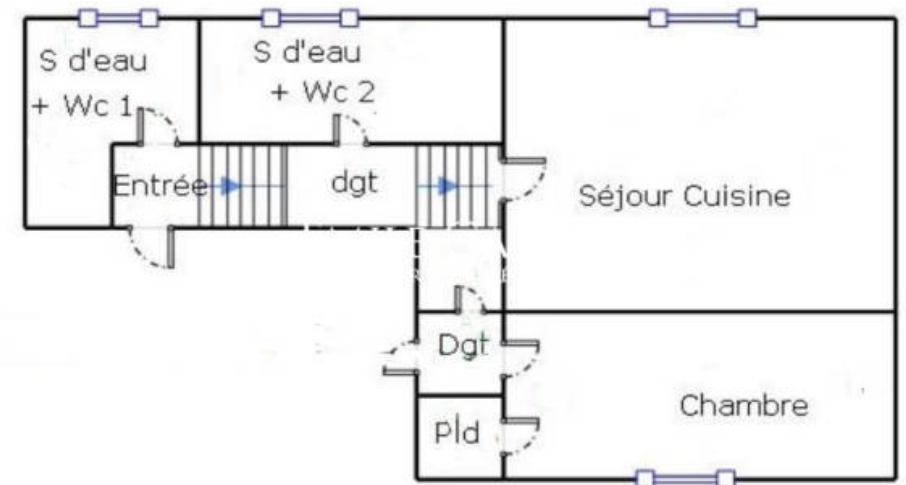 S d'eau
+ Wc 1
S d'eau
+ Wc 2
Entrée
dgt
Séjour Cuisine
Dgt
Chambre
Pld